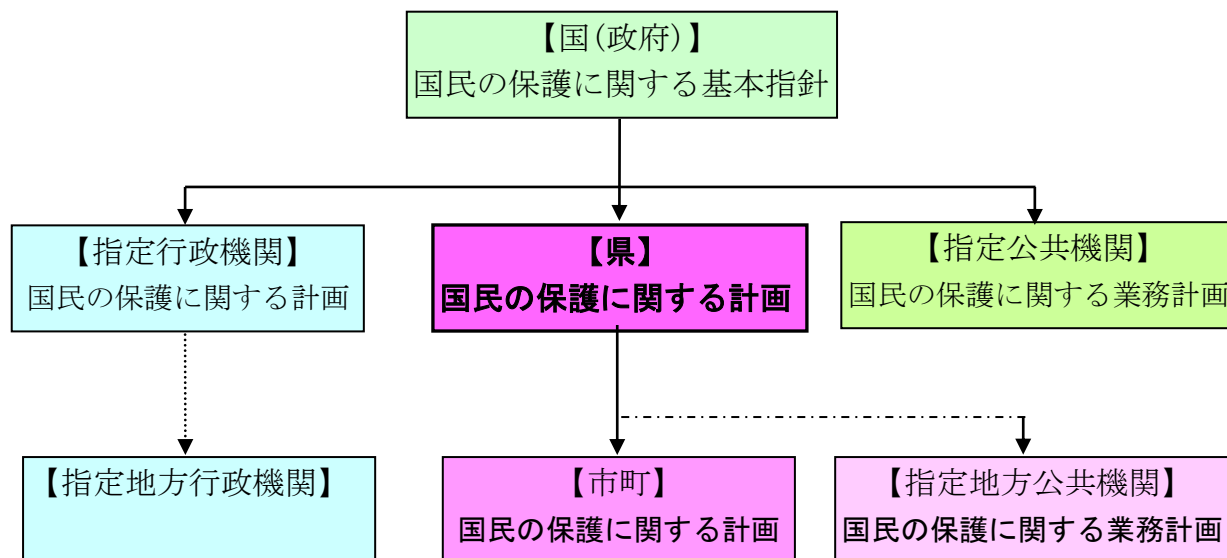 【国(政府)】
国民の保護に関する基本指針
【指定行政機関】
国民の保護に関する計画
【県】
国民の保護に関する計画
【指定公共機関】
国民の保護に関する業務計画
【指定地方行政機関】
【市町】
国民の保護に関する計画
【指定地方公共機関】
国民の保護に関する業務計画